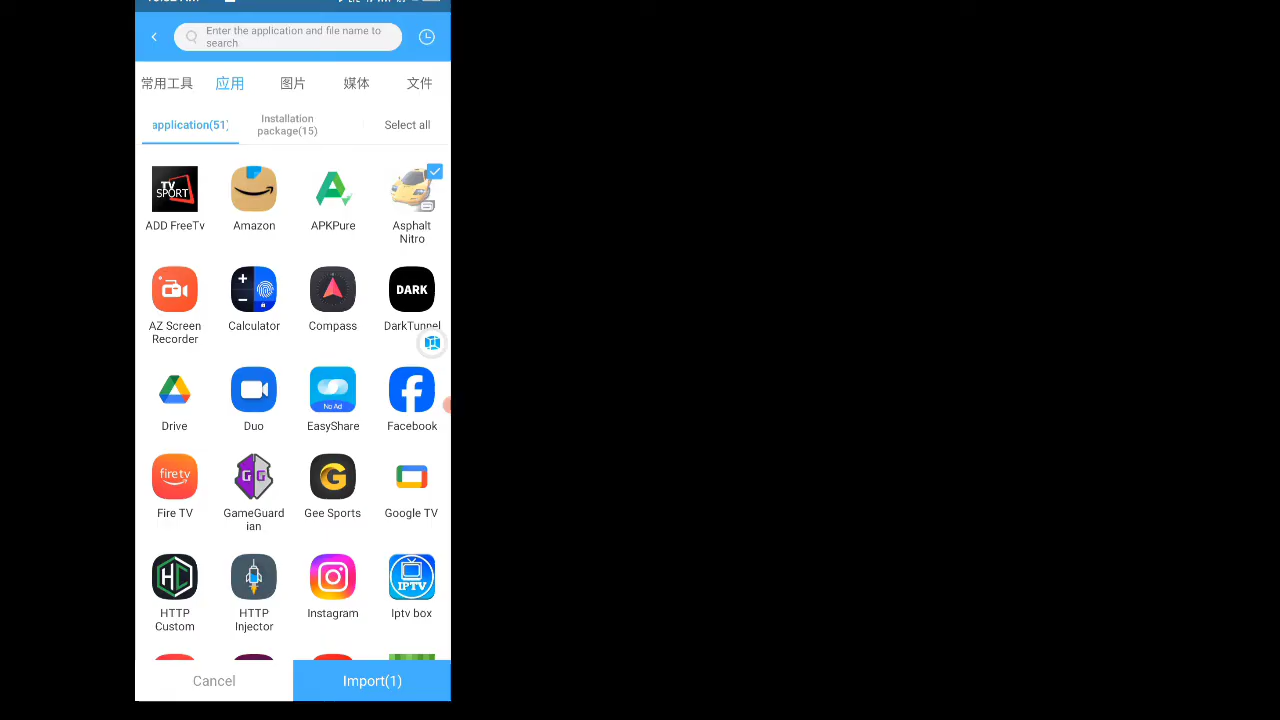 Enter the application and file name to
search
常用工具 应用 图片 媒体 文件
application(51)
Installation
package(15)
Select all
TV
SPORT
ADD FreeTv
Amazon
APKPure
Asphalt
Nitro
AZ Screen
Recorder
Calculator
Compass
DARK
DarkTunnel
Drive
Duo
No Ad
EasyShare
Facebook
firetv
Fire TV
G G
GameGuard
ian
G
Gee Sports
Google TV
HC
HTTP
Custom
HTTP
Injector
Instagram
IPTV
Iptv box
Cancel
Import(1)